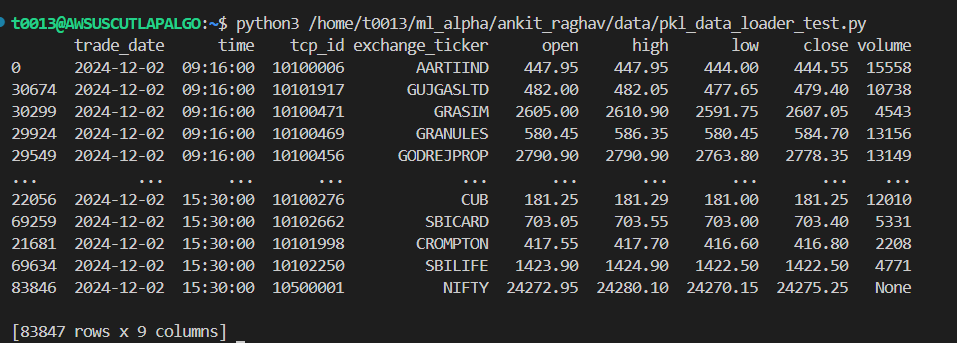 t0013@AWSUSCUTLAPALGO:~$ python3 /home/t0013/ml_alpha/ankit_raghav/data/pkl_data_loader_test.py
trade_date time tcp_id exchange_ticker open high low close volume
0 2024-12-02 09:16:00 10100006 AARTIIND 447.95 447.95 444.00 444.55 15558
30674 2024-12-02 09:16:00 10101917 GUJGASLTD 482.00 482.05 477.65 479.40 10738
30299 2024-12-02 09:16:00 10100471 GRASIM 2605.00 2610.90 2591.75 2607.05 4543
29924 2024-12-02 09:16:00 10100469 GRANULES 580.45 586.35 580.45 584.70 13156
29549 2024-12-02 09:16:00 10100456 GODREJPROP 2790.90 2790.90 2763.80 2778.35 13149
... ... ... ... ... ... ... ... ... ...
22056 2024-12-02 15:30:00 10100276 CUB 181.25 181.29 181.00 181.25 12010
69259 2024-12-02 15:30:00 10102662 SBICARD 703.05 703.55 703.00 703.40 5331
21681 2024-12-02 15:30:00 10101998 CROMPTON 417.55 417.70 416.60 416.80 2208
69634 2024-12-02 15:30:00 10102250 SBILIFE 1423.90 1424.90 1422.50 1422.50 4771
83846 2024-12-02 15:30:00 10500001 NIFTY 24272.95 24280.10 24270.15 24275.25 None
[83847 rows x 9 columns]